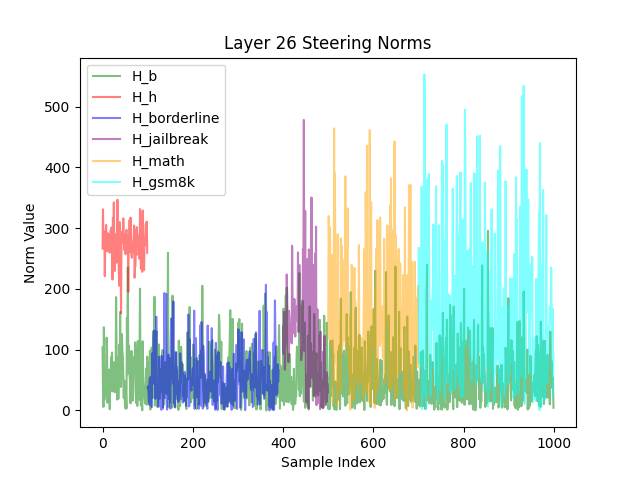 Layer 26 Steering Norms
H_b
H_h
H_borderline
H_jailbreak
H_math
H_gsm8k
Norm Value
500
400
300
200
100
0
0 200 400 600 800 1000
Sample Index